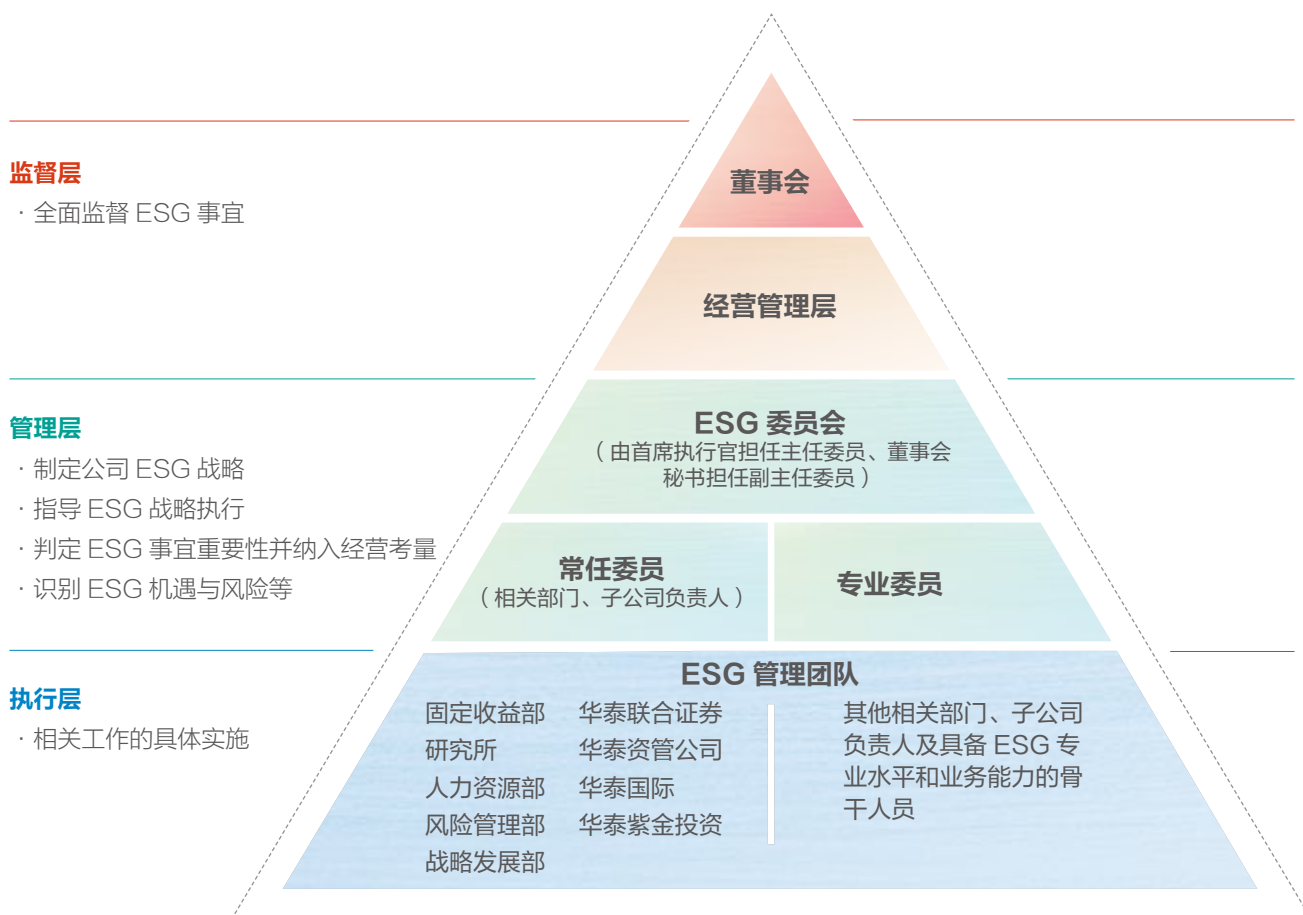 董事会
监督层
· 全面监督 ESG 事宜
经营管理层
管理层
· 制定公司 ESG 战略
· 指导 ESG 战略执行
· 判定 ESG 事宜重要性并纳入经营考量
· 识别 ESG 机遇与风险等
ESG 委员会
（由首席执行官担任主任委员、董事会
秘书担任副主任委员）
常任委员
（相关部门、子公司负责人）
专业委员
执行层
· 相关工作的具体实施
ESG 管理团队
固定收益部
研究所
人力资源部
风险管理部
战略发展部
华泰联合证券
华泰资管公司
华泰国际
华泰紫金投资
其他相关部门、子公司
负责人及具备 ESG 专
业水平和业务能力的骨
干人员